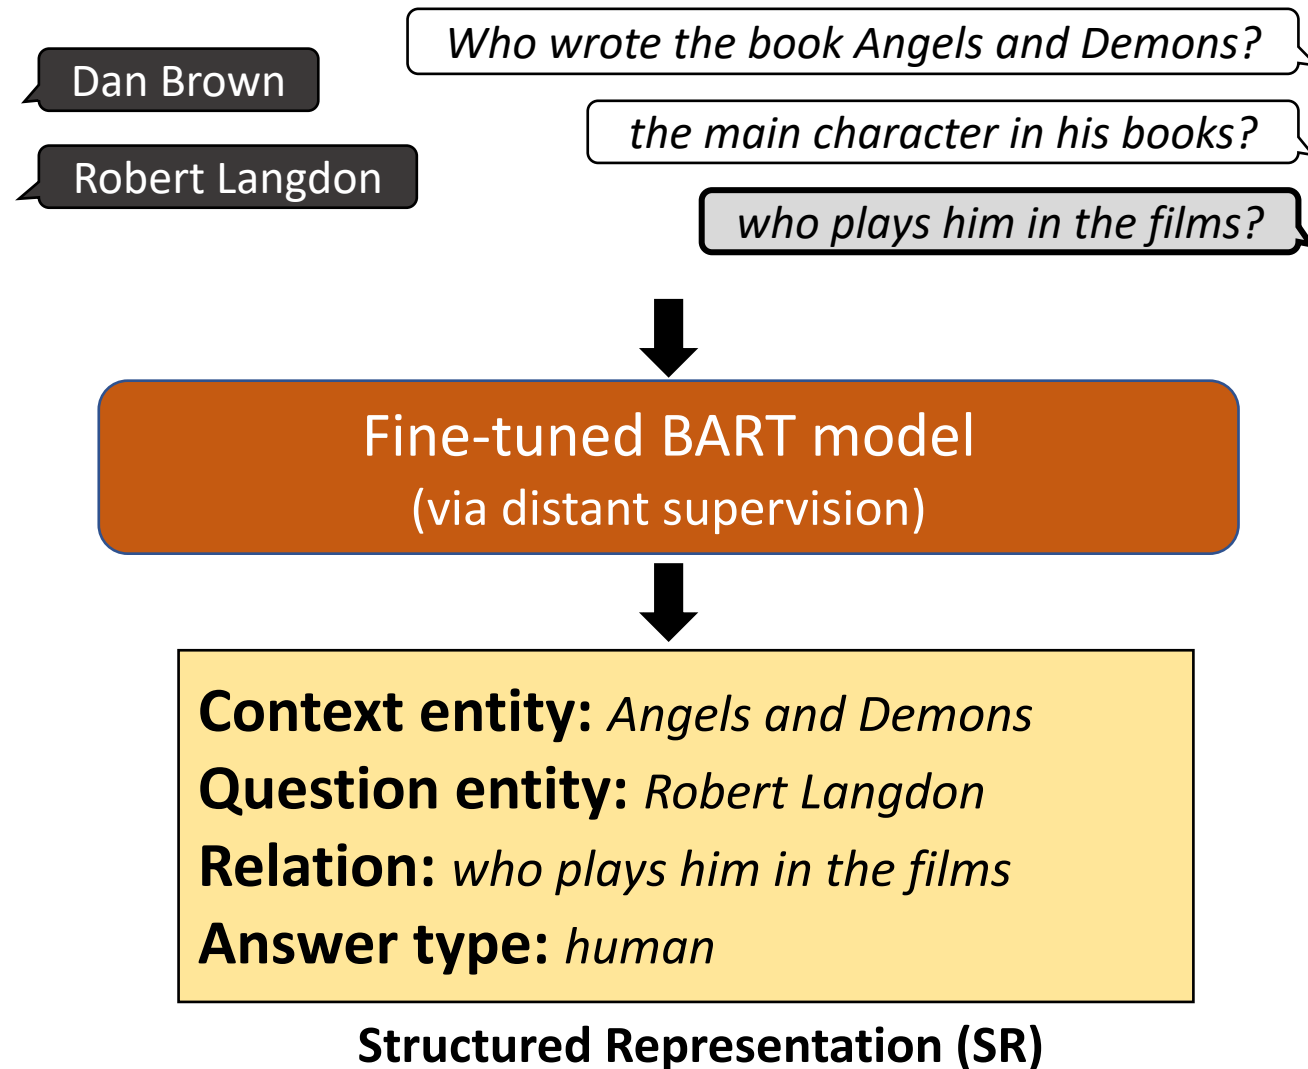 Who wrote the book Angels and Demons?
Dan Brown
the main character in his books?
Robert Langdon
who plays him in the films?
Fine-tuned BART model
(via distant supervision)
Context entity: Angels and Demons
Question entity: Robert Langdon
Relation: who plays him in the films
Answer type: human
Structured Representation (SR)